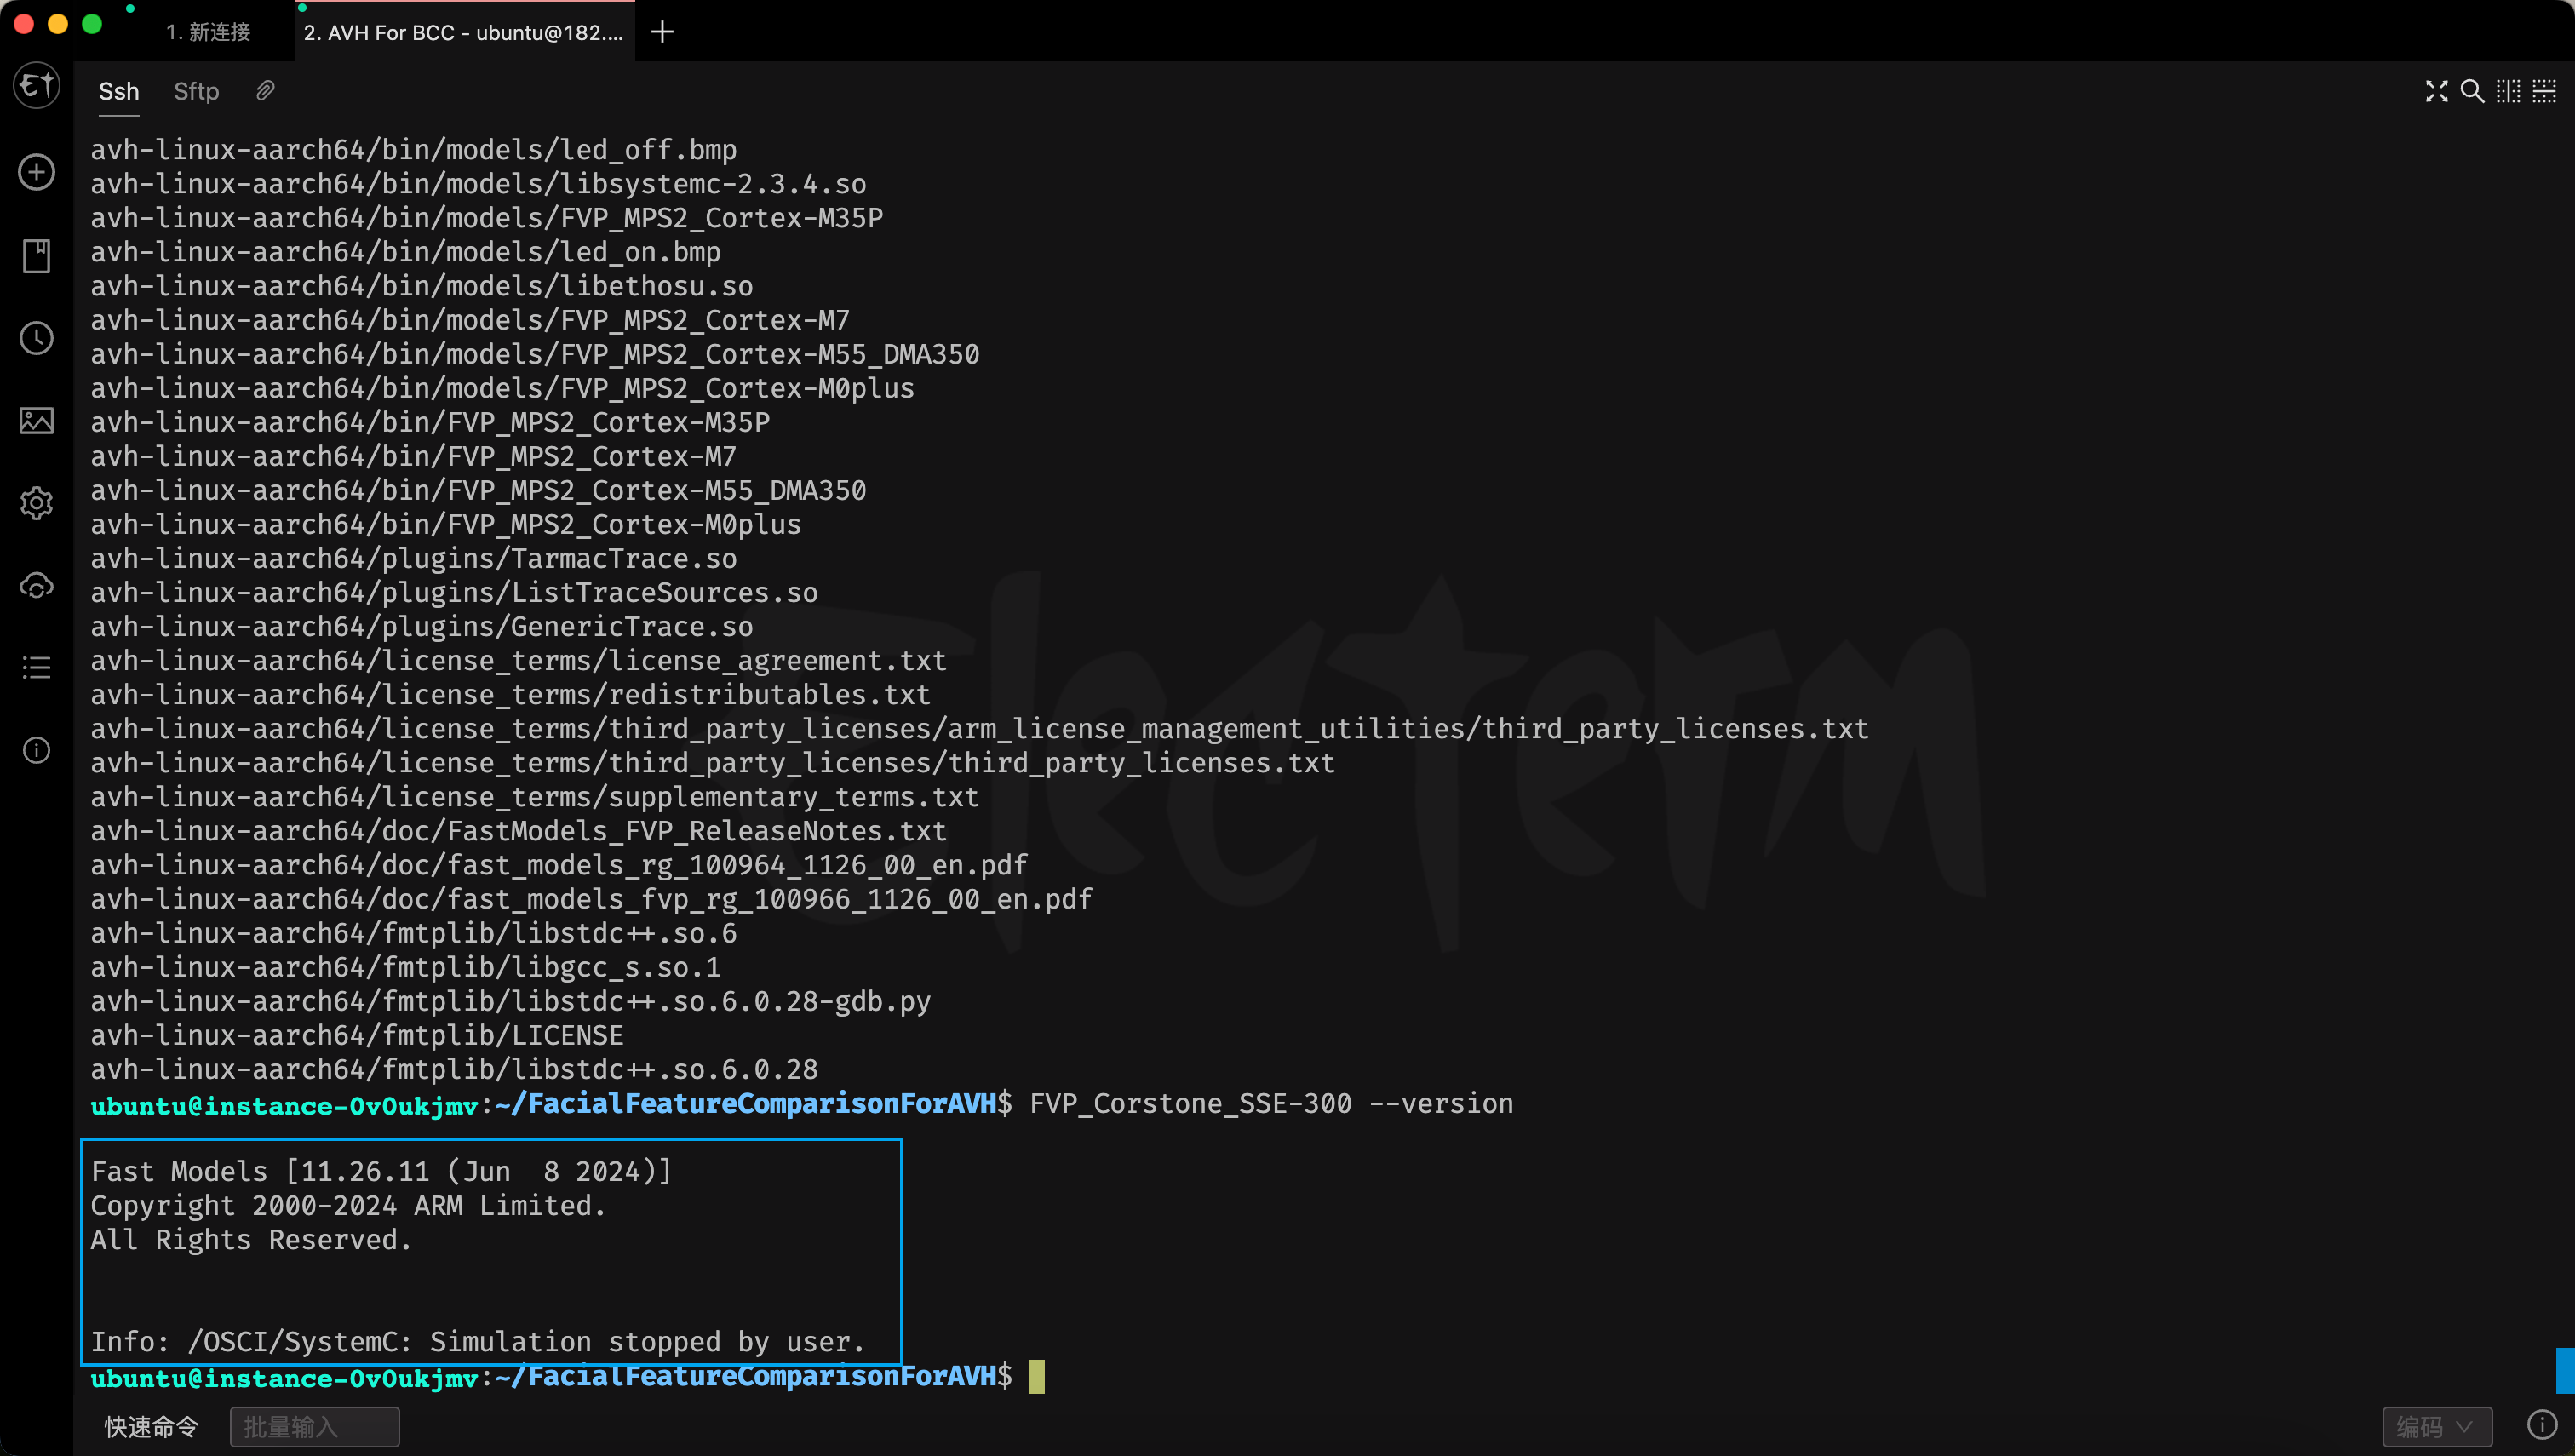 1. 新连接
2. AVH For BCC - ubuntu@182....
Ssh Sftp
avh-linux-aarch64/bin/models/led_off.bmp
avh-linux-aarch64/bin/models/libsystemc-2.3.4.so
avh-linux-aarch64/bin/models/FVP_MPS2_Cortex-M35P
avh-linux-aarch64/bin/models/led_on.bmp
avh-linux-aarch64/bin/models/libethosu.so
avh-linux-aarch64/bin/models/FVP_MPS2_Cortex-M7
avh-linux-aarch64/bin/models/FVP_MPS2_Cortex-M55_DMA350
avh-linux-aarch64/bin/models/FVP_MPS2_Cortex-M0plus
avh-linux-aarch64/bin/FVP_MPS2_Cortex-M35P
avh-linux-aarch64/bin/FVP_MPS2_Cortex-M7
avh-linux-aarch64/bin/FVP_MPS2_Cortex-M55_DMA350
avh-linux-aarch64/bin/FVP_MPS2_Cortex-M0plus
avh-linux-aarch64/plugins/TarmacTrace.so
avh-linux-aarch64/plugins/ListTraceSources.so
avh-linux-aarch64/plugins/GenericTrace.so
avh-linux-aarch64/license_terms/license_agreement.txt
avh-linux-aarch64/license_terms/redistributables.txt
avh-linux-aarch64/license_terms/third_party_licenses/arm_license_management_utilities/third_party_licenses.txt
avh-linux-aarch64/license_terms/third_party_licenses/third_party_licenses.txt
avh-linux-aarch64/license_terms/supplementary_terms.txt
avh-linux-aarch64/doc/FastModels_FVP_ReleaseNotes.txt
avh-linux-aarch64/doc/fast_models_rg_100964_1126_00_en.pdf
avh-linux-aarch64/doc/fast_models_fvp_rg_100966_1126_00_en.pdf
avh-linux-aarch64/fmtplib/libstdc++.so.6
avh-linux-aarch64/fmtplib/libgcc_s.so.1
avh-linux-aarch64/fmtplib/libstdc++.so.6.0.28-gdb.py
avh-linux-aarch64/fmtplib/LICENSE
avh-linux-aarch64/fmtplib/libstdc++.so.6.0.28
ubuntu@instance-0v0ukjmv:~/FacialFeatureComparisonForAVH$ FVP_Corstone_SSE-300 --version
Fast Models [11.26.11 (Jun  8 2024)]
Copyright 2000-2024 ARM Limited.
All Rights Reserved.
Info: /OSCI/SystemC: Simulation stopped by user.
ubuntu@instance-0v0ukjmv:~/FacialFeatureComparisonForAVH$
快速命令 批量输入 编码
Electerm